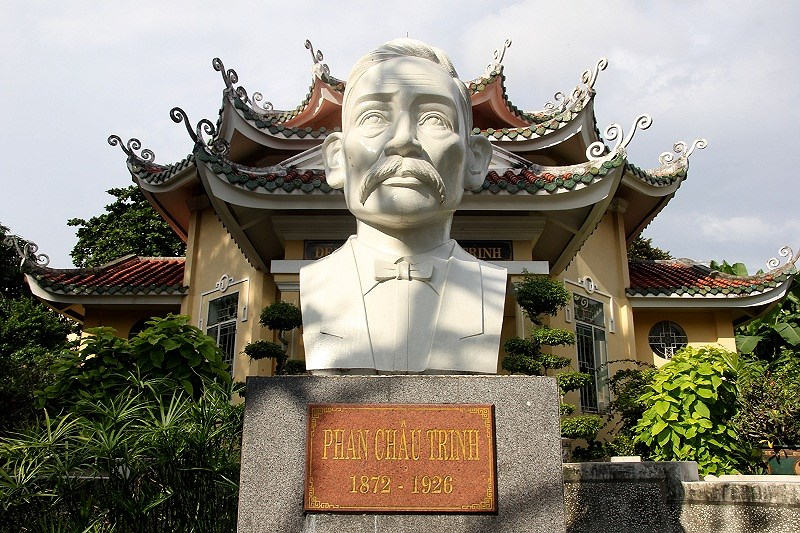 PHAN CHÂU TRINH
1872 - 1926
TRINH